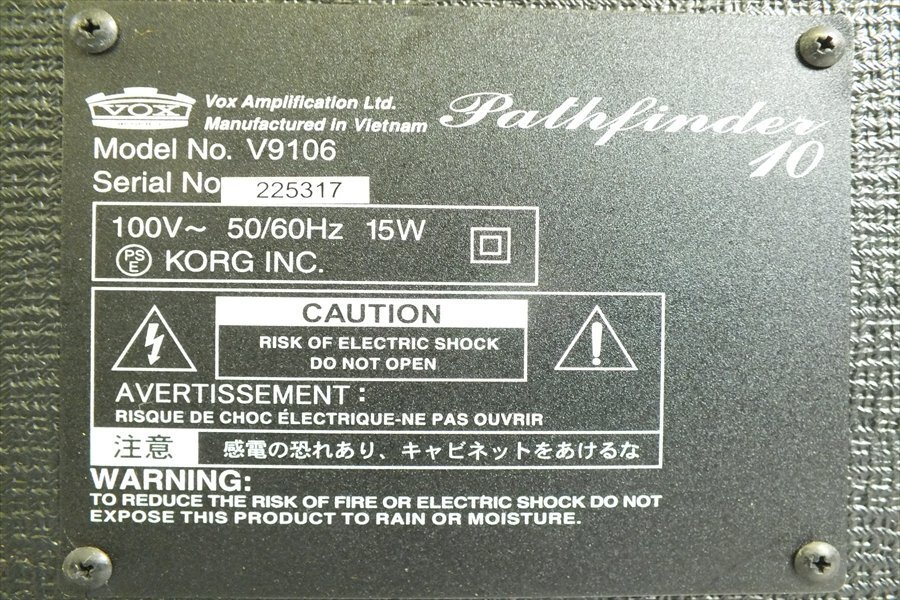 VOX
Vox Amplification Ltd.
Manufactured in Vietnam
Pathfinder
10
Model No. V9106
Serial No 225317
100V~ 50/60Hz 15W
PS
E
KORG INC.
CAUTION
RISK OF ELECTRIC SHOCK
DO NOT OPEN
AVERTISSEMENT :
RISQUE DE CHOC ÉLECTRIQUE-NE PAS OUVRIR
注意 感電の恐れあり、キャビネットをあけるな
WARNING:
TO REDUCE THE RISK OF FIRE OR ELECTRIC SHOCK DO NOT
EXPOSE THIS PRODUCT TO RAIN OR MOISTURE.